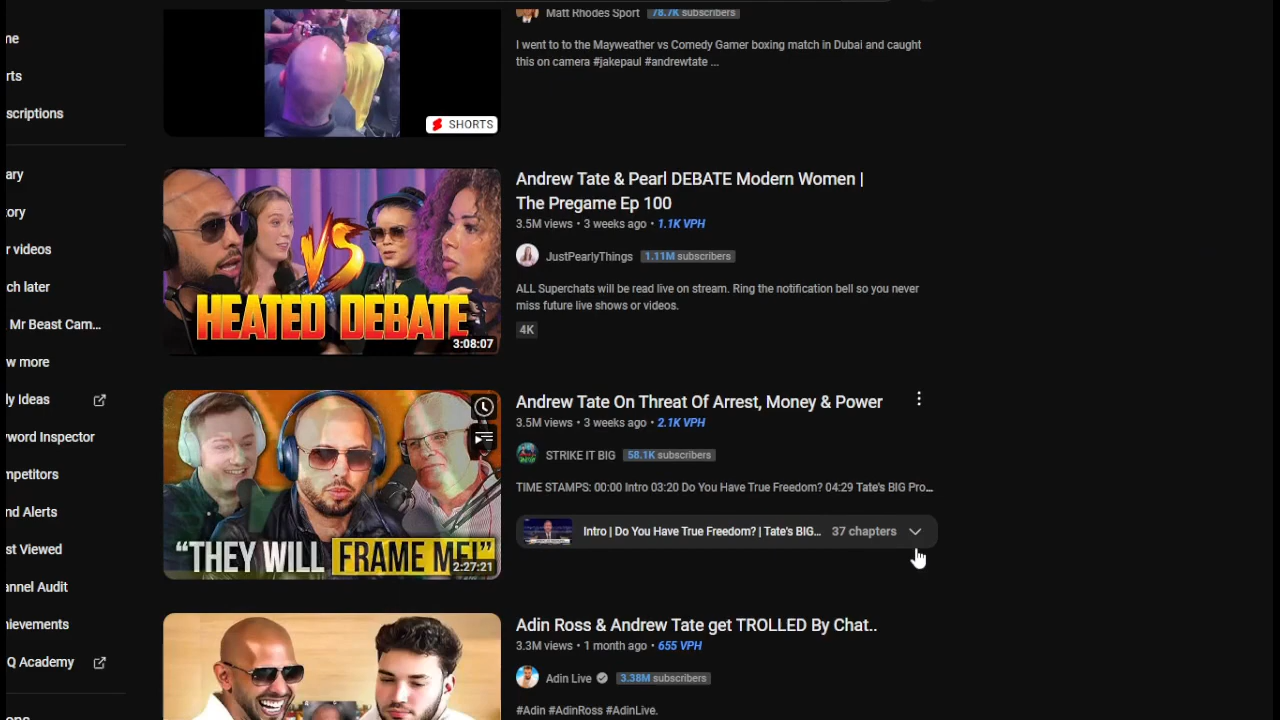 Matt Rhodes Sport 78.7K subscribers
I went to to the Mayweather vs Comedy Gamer boxing match in Dubai and caught
this on camera #jakepaul #andrewtate ...
SHORTS
me
rts
scriptions
ary
tory
r videos
ch later
Mr Beast Cam...
w more
ly Ideas
word Inspector
mpetitors
nd Alerts
st Viewed
annel Audit
hievements
Q Academy
VS
HEATED DEBATE
3:08:07
Andrew Tate & Pearl DEBATE Modern Women |
The Pregame Ep 100
3.5M views • 3 weeks ago • 1.1K VPH
JustPearlyThings 1.11M subscribers
ALL Superchats will be read live on stream. Ring the notification bell so you never
miss future live shows or videos.
4K
"THEY WILL FRAME ME!"
2:27:21
Andrew Tate On Threat Of Arrest, Money & Power
3.5M views • 3 weeks ago • 2.1K VPH
STRIKE IT BIG 58.1K subscribers
TIME STAMPS: 00:00 Intro 03:20 Do You Have True Freedom? 04:29 Tate's BIG Pro...
Intro | Do You Have True Freedom? | Tate's BIG... 37 chapters
Adin Ross & Andrew Tate get TROLLED By Chat..
3.3M views • 1 month ago • 655 VPH
Adin Live 3.38M subscribers
#Adin #AdinRoss #AdinLive.